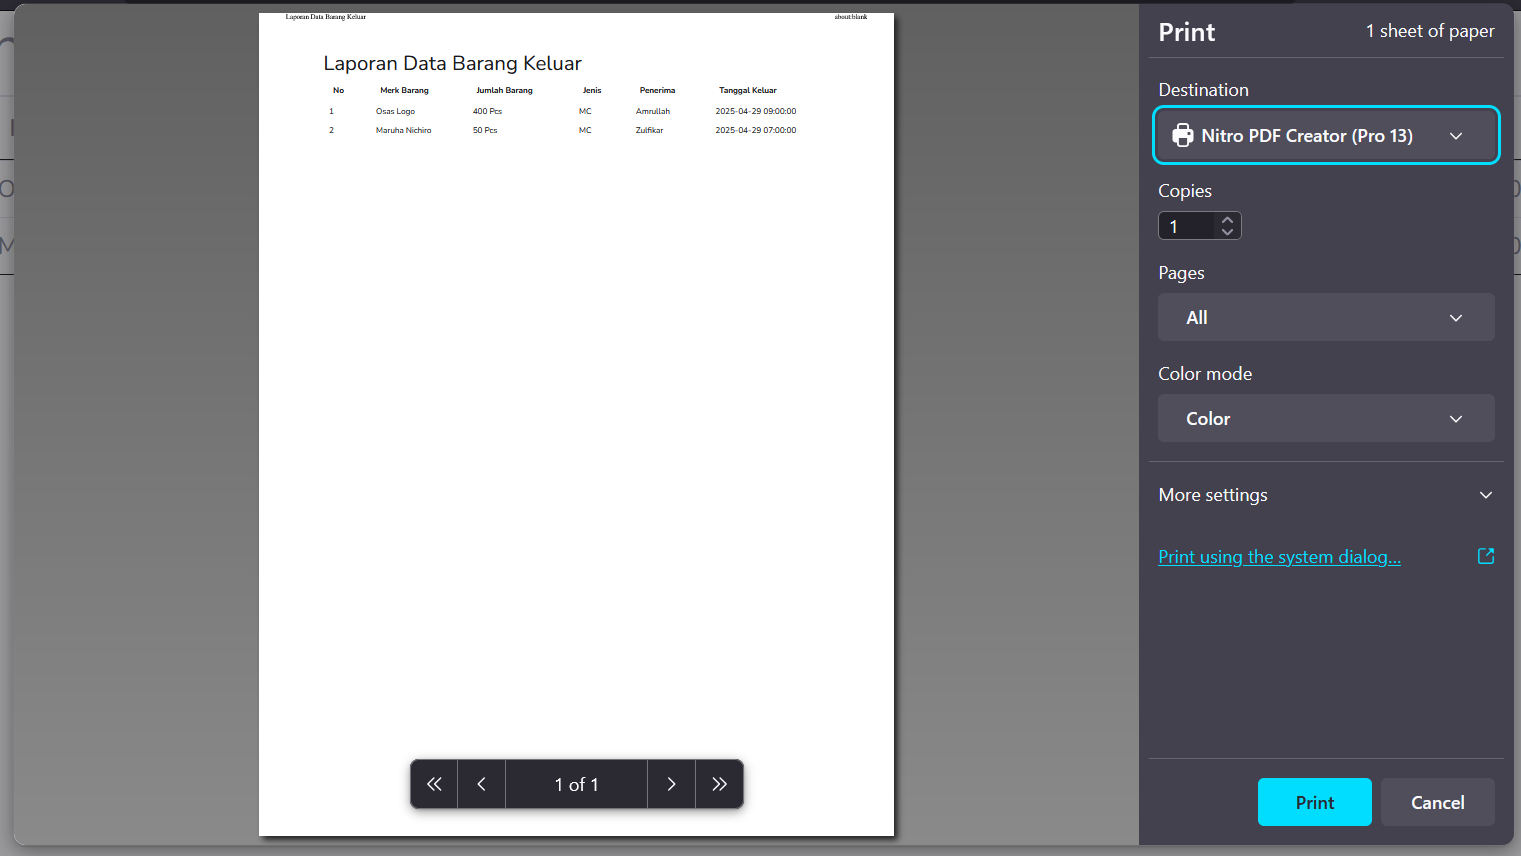 Laporan Data Barang Keluar about:blank
Laporan Data Barang Keluar
No Merk Barang Jumlah Barang Jenis Penerima Tanggal Keluar
1 Osas Logo 400 Pcs MC Amrullah 2025-04-29 09:00:00
2 Maruha Nichiro 50 Pcs MC Zulfikar 2025-04-29 07:00:00
1 of 1
Print 1 sheet of paper
Destination
Nitro PDF Creator (Pro 13)
Copies
1
Pages
All
Color mode
Color
More settings
Print using the system dialog...
Print Cancel